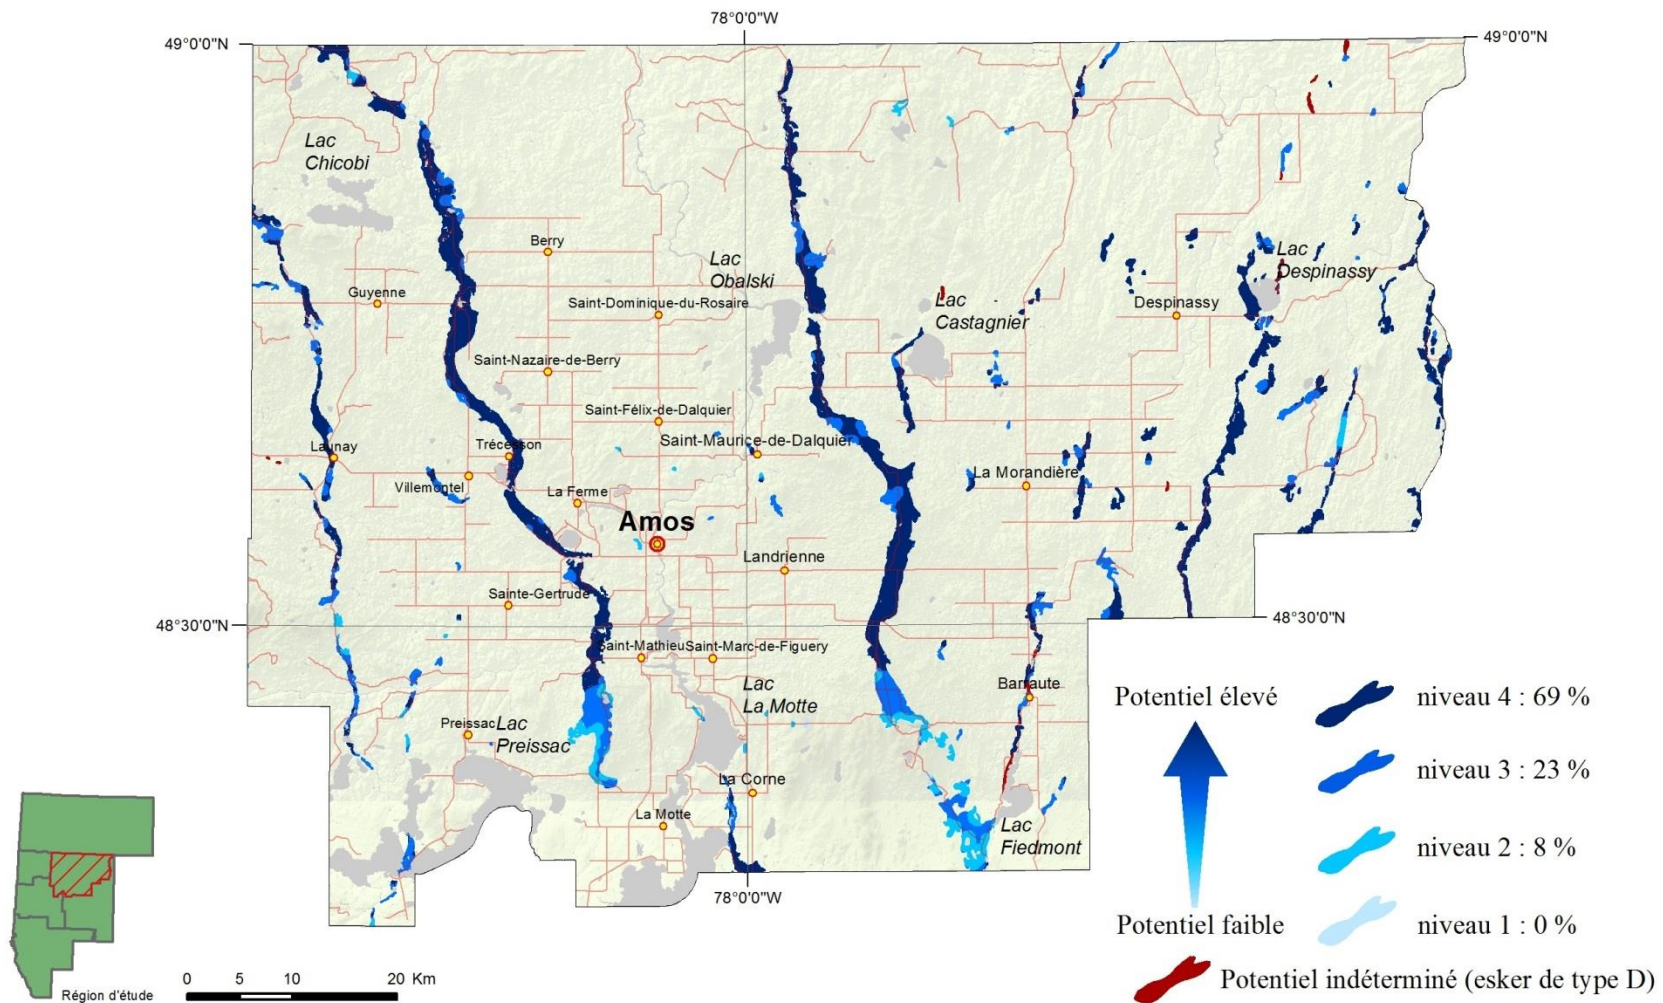 78°0'0"W
49°0'0"N
49°0'0"N
Lac
Chicobi
Berry
Lac
Obalski
Lac
Despinassy
Guyenne
Saint-Dominique-du-Rosaire
Lac
Castagnier
Despinassy
Saint-Nazaire-de-Berry
Saint-Félix-de-Dalquier
Launay
Trécesson
Saint-Maurice-de-Dalquier
Villemontel
La Ferme
La Morandière
Amos
Landrienne
Sainte-Gertrude
48°30'0"N
48°30'0"N
Saint-Mathieu
Saint-Marc-de-Figuery
Lac
La Motte
Barraute
Preissac
Lac
Preissac
La Corne
La Motte
Lac
Fiedmont
78°0'0"W
Potentiel élevé
niveau 4 : 69 %
niveau 3 : 23 %
niveau 2 : 8 %
Potentiel faible
niveau 1 : 0 %
Potentiel indéterminé (esker de type D)
Région d'étude
0 5 10 20 Km